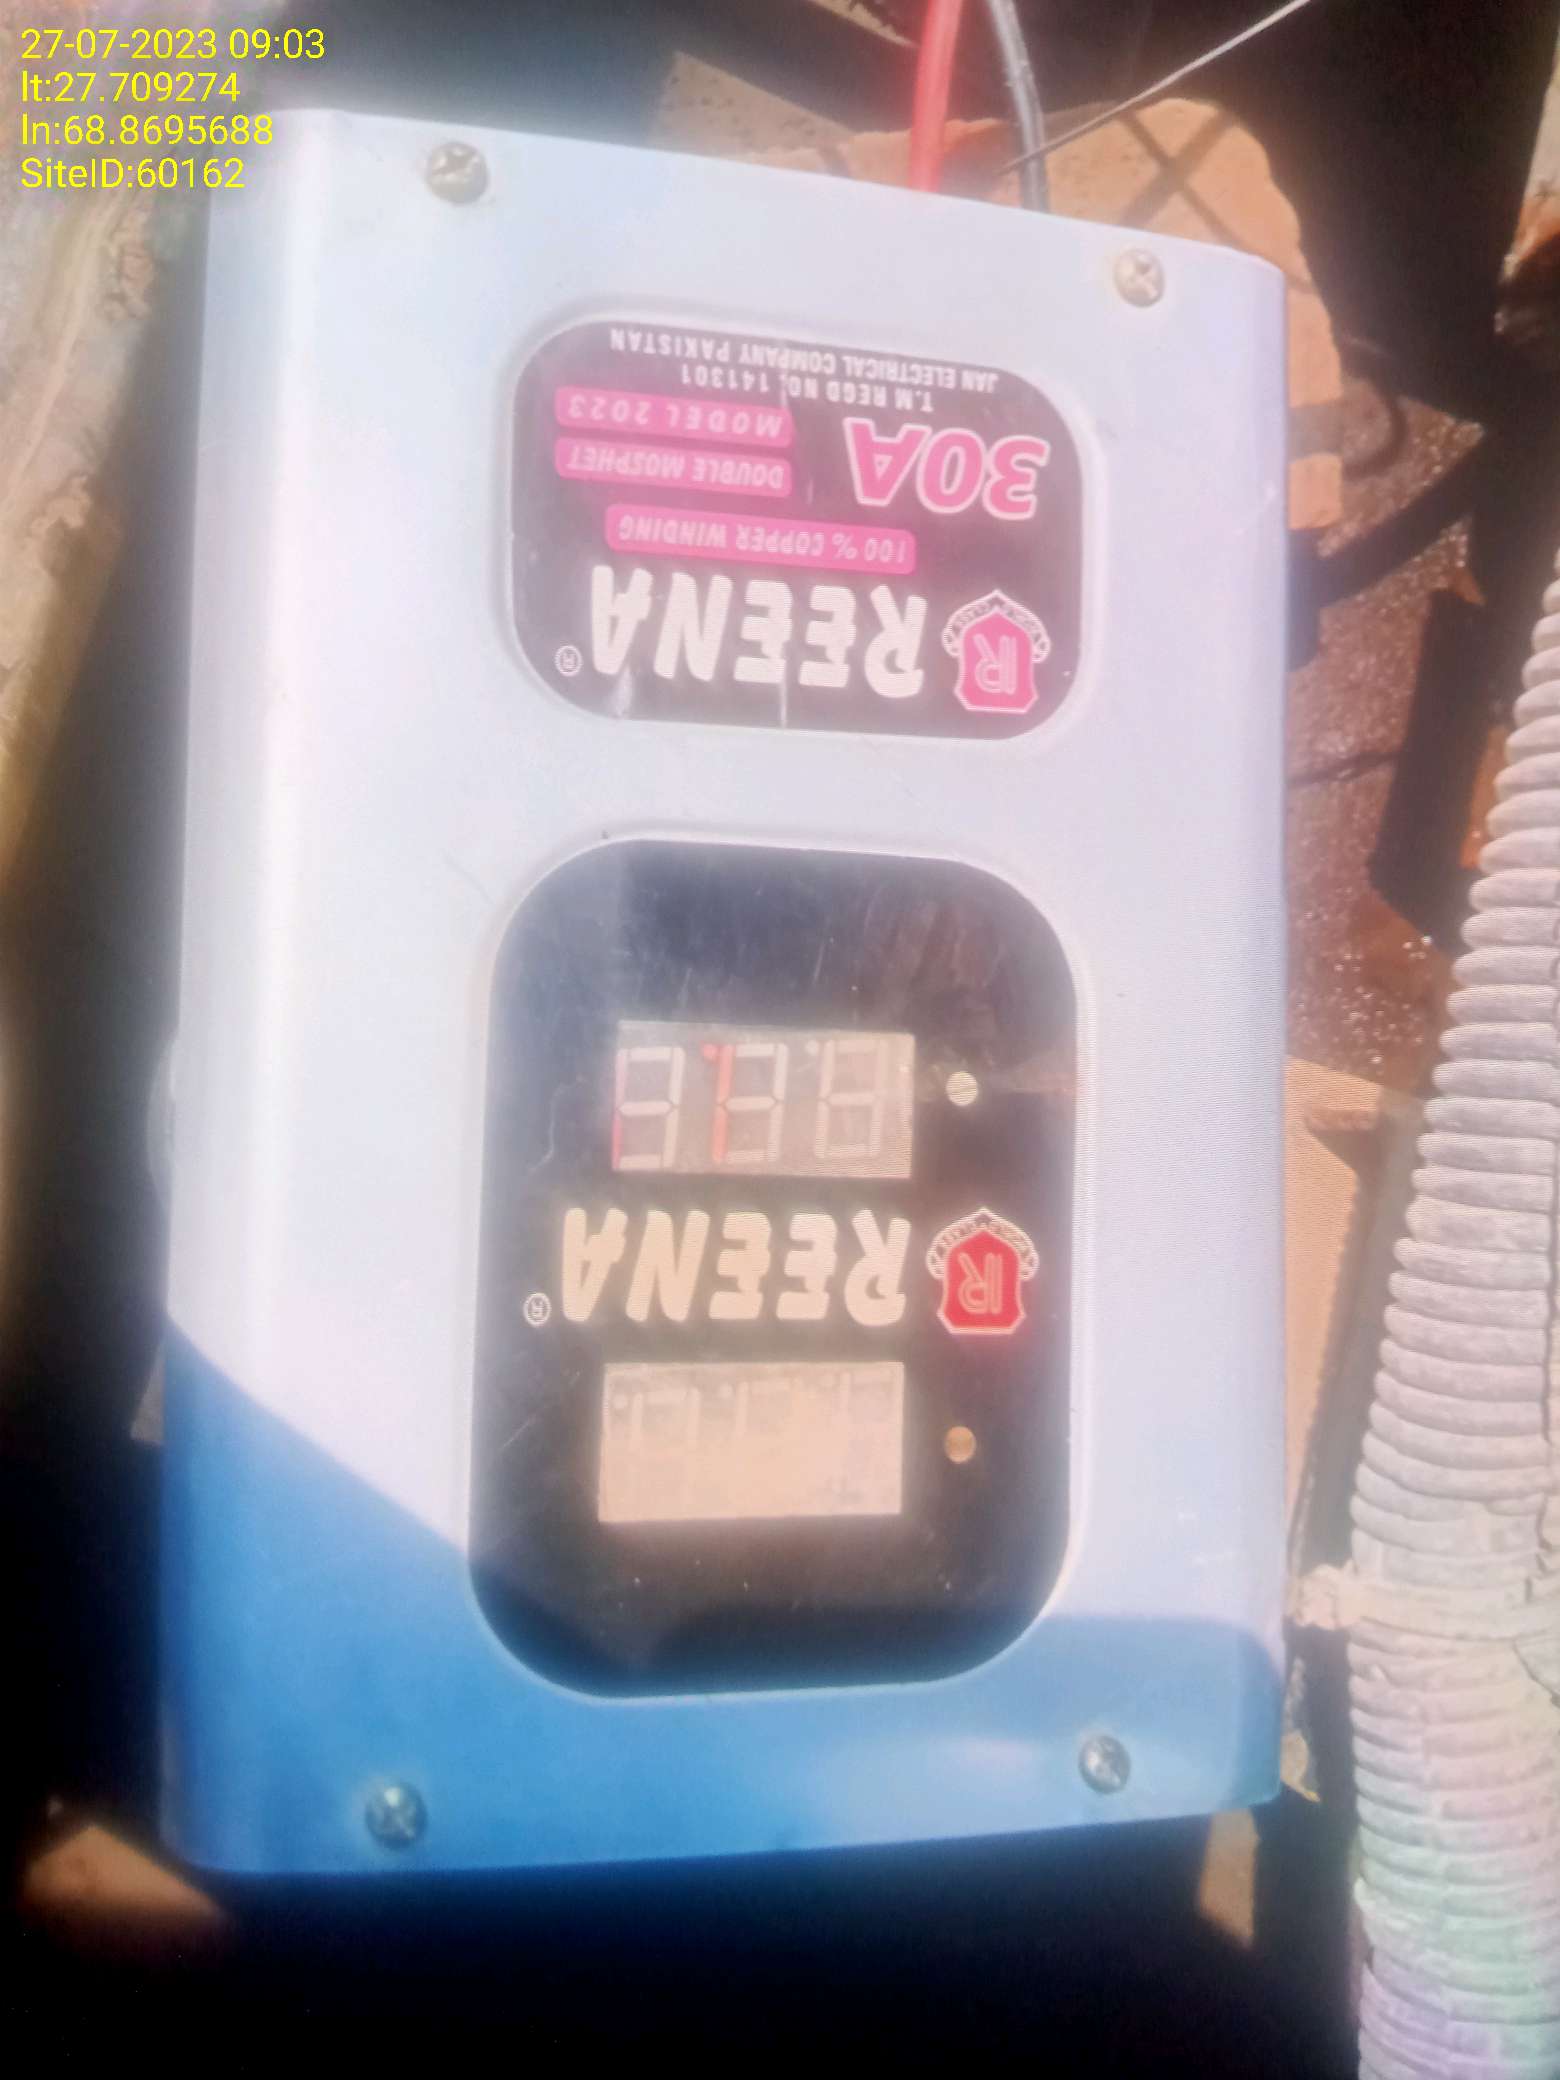 27-07-2023 09:03
lt:27.709274
ln:68.8695688
SiteID:60162
R REENA ®
REENA ®
R
R REENA ®
100 % COPPER WINDING
30A
DOUBLE MOSPHET
MODEL 2023
T.M REGD NO. 141301
JAN ELECTRICAL COMPANY PAKISTAN